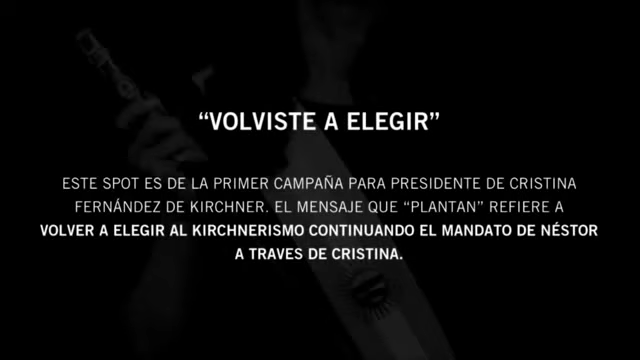 “VOLVISTE A ELEGIR”
ESTE SPOT ES DE LA PRIMER CAMPAÑA PARA PRESIDENTE DE CRISTINA
FERNÁNDEZ DE KIRCHNER. EL MENSAJE QUE “PLANTAN” REFIERE A
VOLVER A ELEGIR AL KIRCHNERISMO CONTINUANDO EL MANDATO DE NÉSTOR
A TRAVES DE CRISTINA.